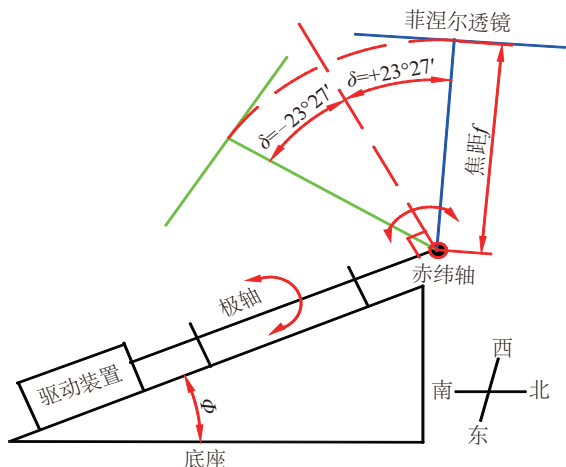 菲涅尔透镜
δ=+23°27′
δ=−23°27′
焦距f
赤纬轴
极轴
驱动装置
Φ
底座
西
南
北
东